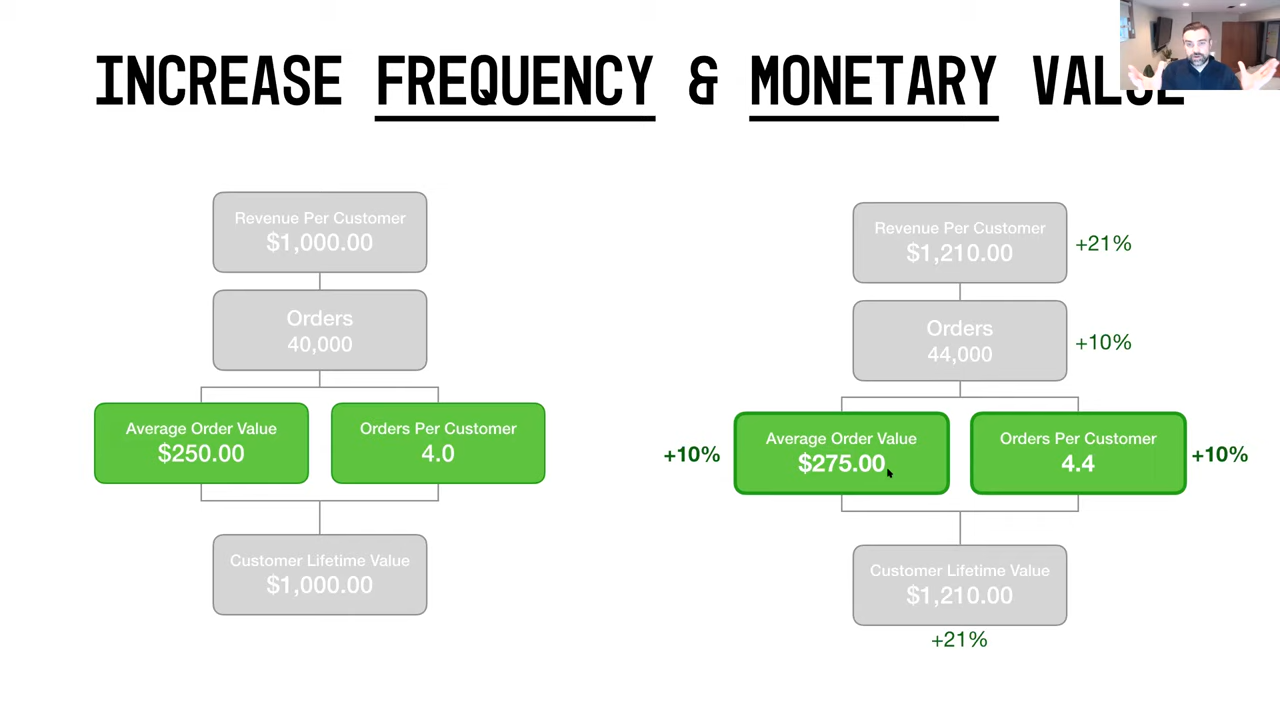 INCREASE FREQUENCY & MONETARY VALUE
Revenue Per Customer
$1,000.00
Orders
40,000
Average Order Value
$250.00
Orders Per Customer
4.0
Customer Lifetime Value
$1,000.00
Revenue Per Customer
$1,210.00
+21%
Orders
44,000
+10%
+10%
Average Order Value
$275.00
Orders Per Customer
4.4
+10%
Customer Lifetime Value
$1,210.00
+21%